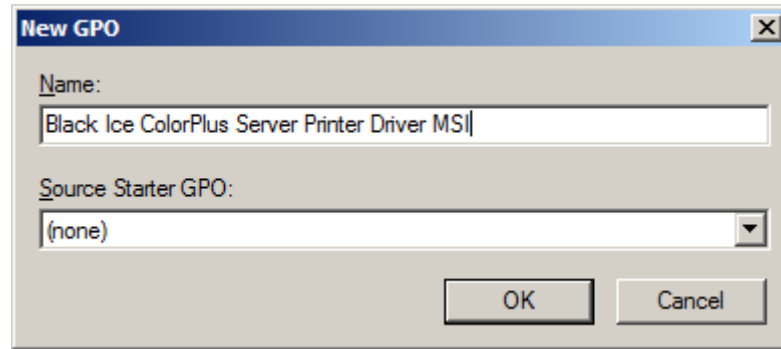 New GPO
Name:
Black Ice ColorPlus Server Printer Driver MSI
Source Starter GPO:
(none)
OK Cancel